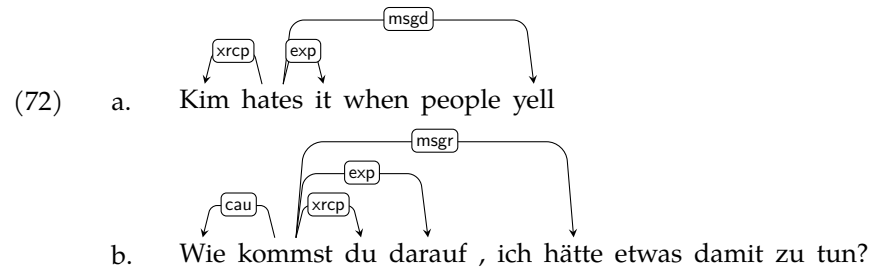 msgd
xrcp exp
(72) a. Kim hates it when people yell
msgr
exp
cau xrcp
b. Wie kommst du darauf , ich hätte etwas damit zu tun?